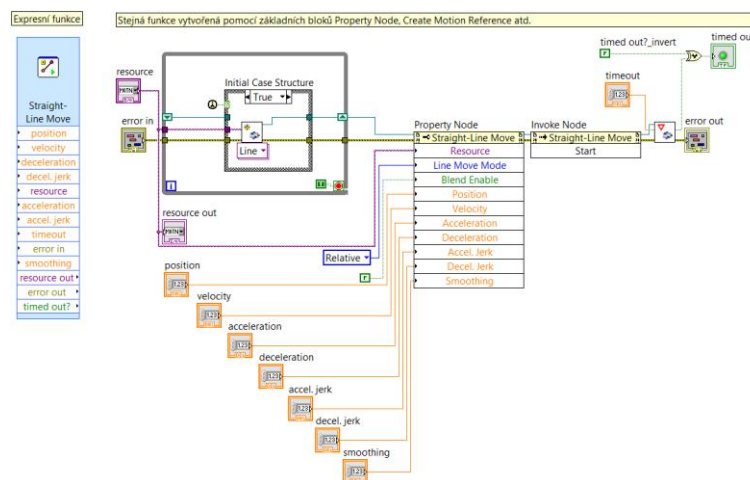 Expresní funkce
Stejná funkce vytvořená pomocí základních bloků Property Node, Create Motion Reference atd.
Straight-
Line Move
position
velocity
deceleration
decel. jerk
resource
acceleration
accel. jerk
timeout
error in
smoothing
resource out
error out
timed out?
resource
error in
Initial Case Structure
True
Line
i
resource out
Relative
F
position
velocity
acceleration
deceleration
accel. jerk
decel. jerk
smoothing
Property Node
Straight-Line Move
Resource
Line Move Mode
Blend Enable
Position
Velocity
Acceleration
Deceleration
Accel. Jerk
Decel. Jerk
Smoothing
Invoke Node
Straight-Line Move
Start
timed out?_invert
F
timeout
timed ou
error out